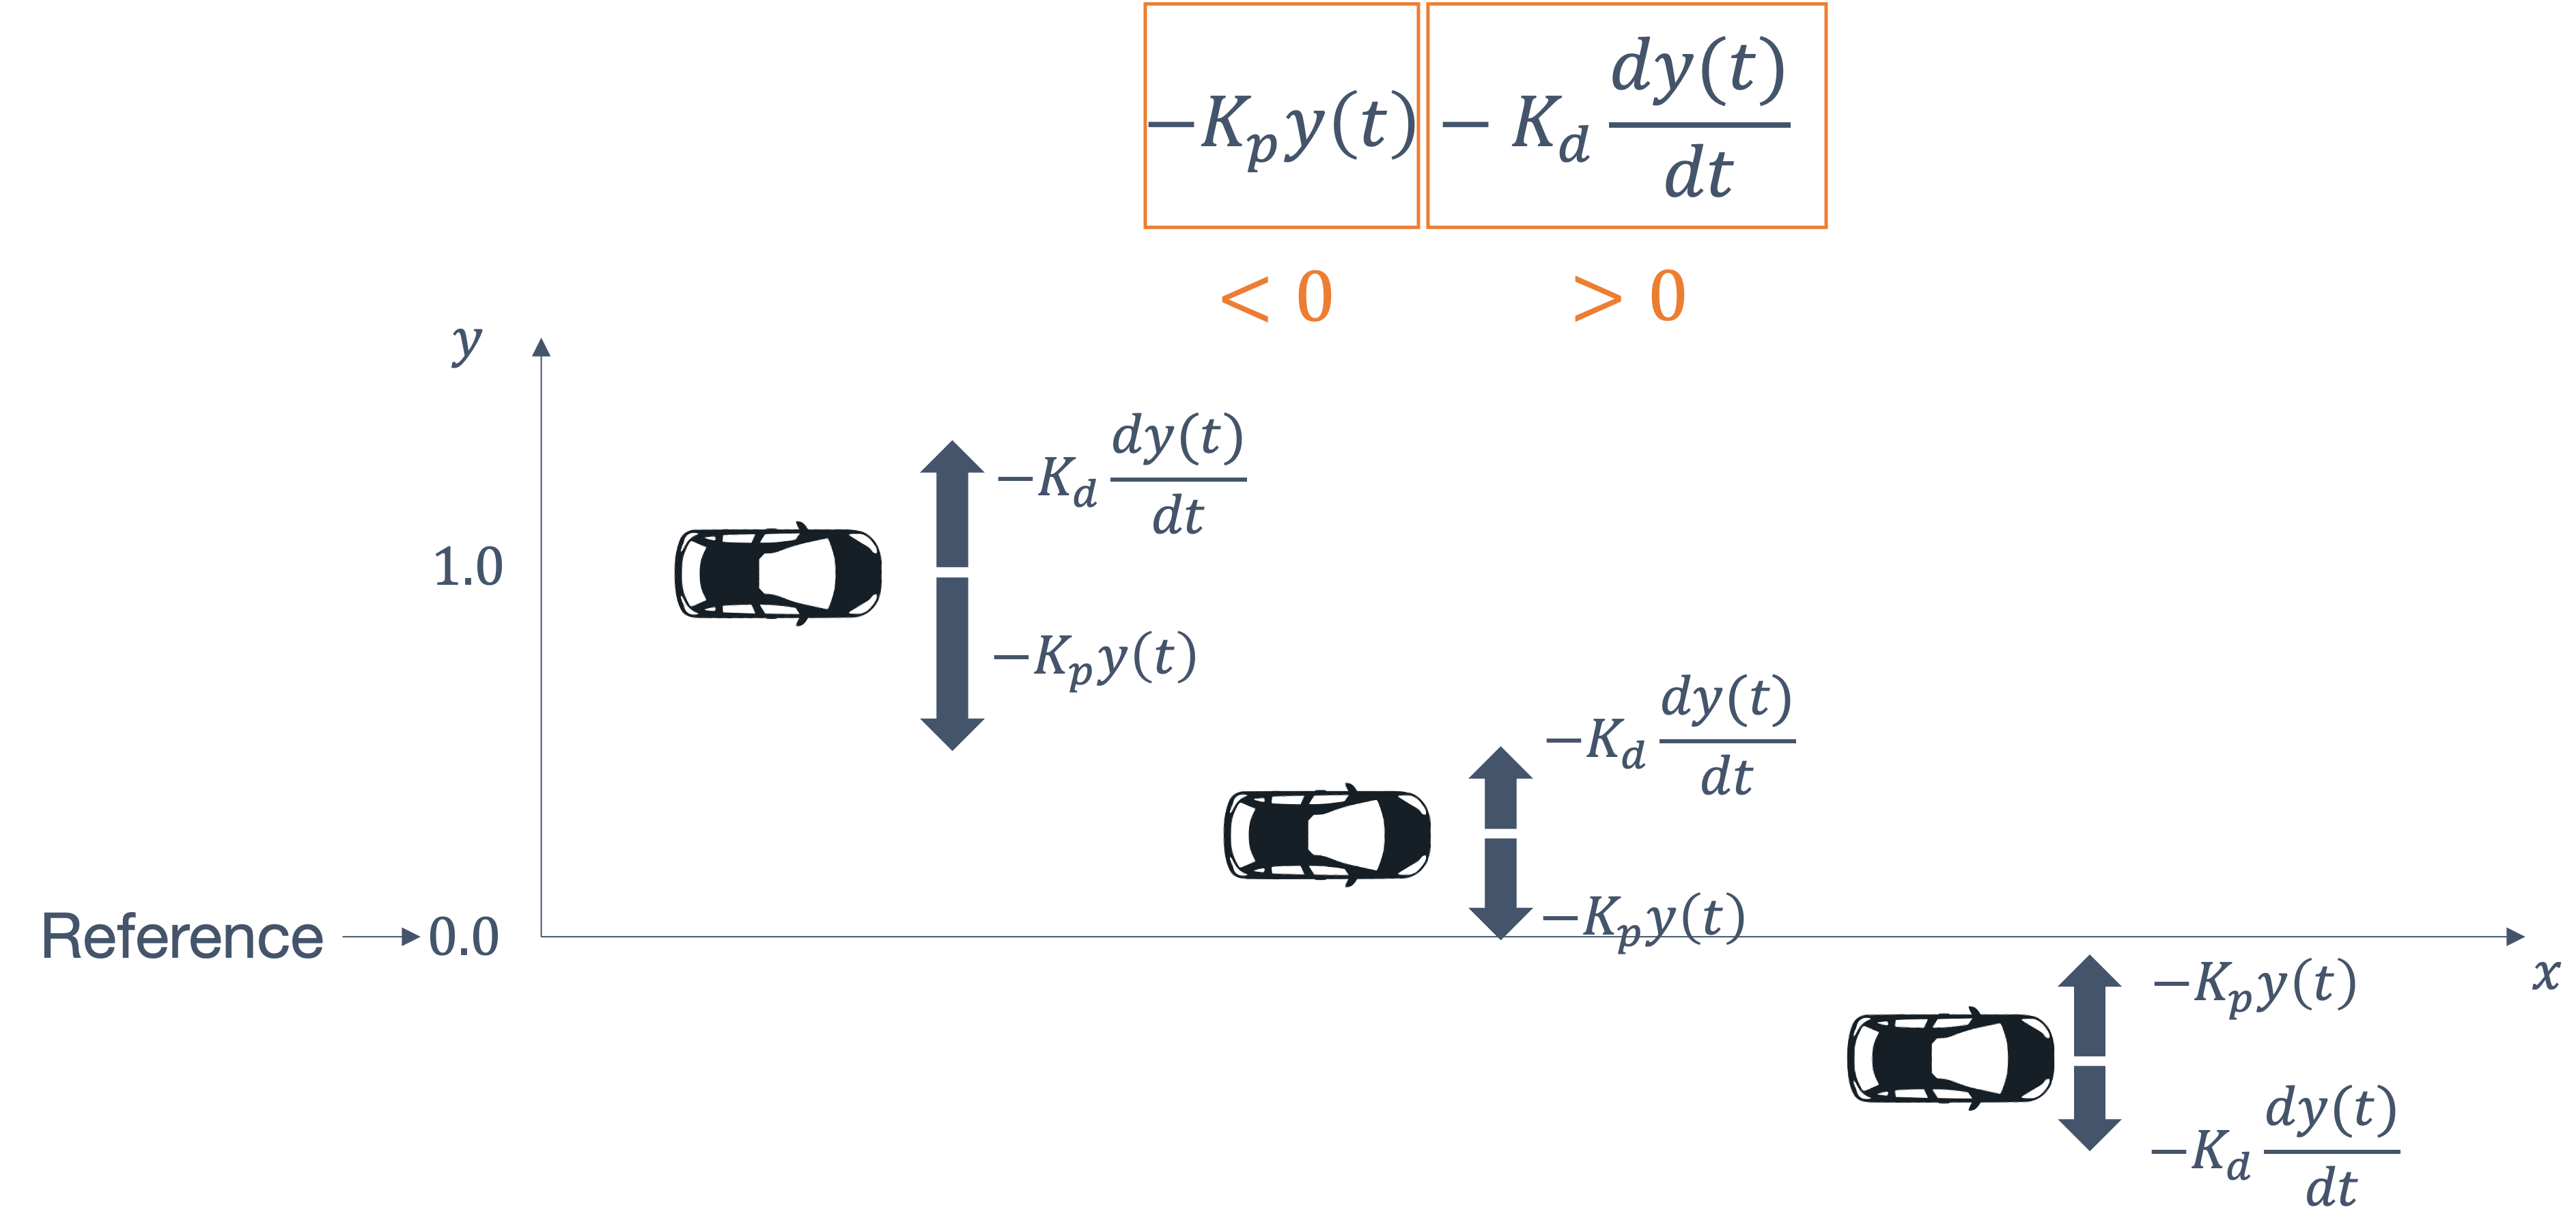 −K_p y(t) − K_d dy(t)/dt
< 0 > 0
y
−K_d dy(t)/dt
1.0
−K_p y(t)
−K_d dy(t)/dt
−K_p y(t)
Reference 0.0
−K_p y(t)
x
−K_d dy(t)/dt